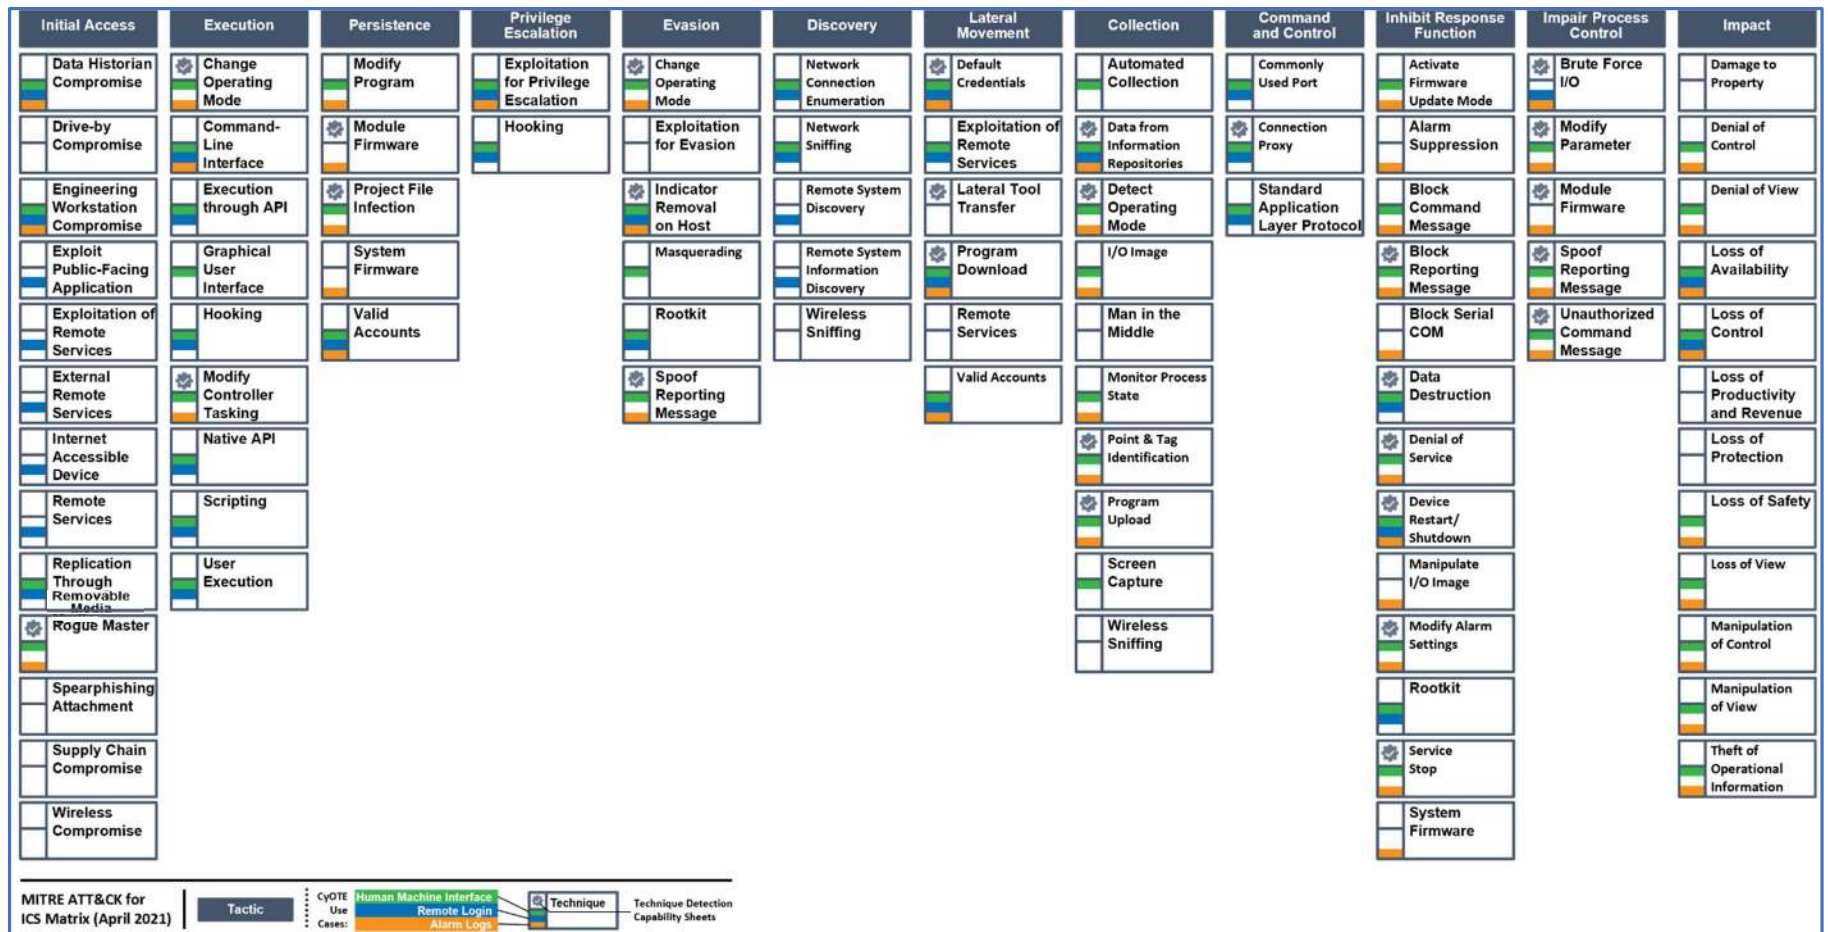 Initial Access
Data Historian
Compromise
Drive-by
Compromise
Engineering
Workstation
Compromise
Exploit
Public-Facing
Application
Exploitation of
Remote
Services
External
Remote
Services
Internet
Accessible
Device
Remote
Services
Replication
Through
Removable
Media
Rogue Master
Spearphishing
Attachment
Supply Chain
Compromise
Wireless
Compromise
Execution
Change
Operating
Mode
Command-
Line
Interface
Execution
through API
Graphical
User
Interface
Hooking
Modify
Controller
Tasking
Native API
Scripting
User
Execution
Persistence
Modify
Program
Module
Firmware
Project File
Infection
System
Firmware
Valid
Accounts
Privilege
Escalation
Exploitation
for Privilege
Escalation
Hooking
Evasion
Change
Operating
Mode
Exploitation
for Evasion
Indicator
Removal
on Host
Masquerading
Rootkit
Spoof
Reporting
Message
Discovery
Network
Connection
Enumeration
Network
Sniffing
Remote System
Discovery
Remote System
Information
Discovery
Wireless
Sniffing
Lateral
Movement
Default
Credentials
Exploitation of
Remote
Services
Lateral Tool
Transfer
Program
Download
Remote
Services
Valid Accounts
Collection
Automated
Collection
Data from
Information
Repositories
Detect
Operating
Mode
I/O Image
Man in the
Middle
Monitor Process
State
Point & Tag
Identification
Program
Upload
Screen
Capture
Wireless
Sniffing
Command
and Control
Commonly
Used Port
Connection
Proxy
Standard
Application
Layer Protocol
Inhibit Response
Function
Activate
Firmware
Update Mode
Alarm
Suppression
Block
Command
Message
Block
Reporting
Message
Block Serial
COM
Data
Destruction
Denial of
Service
Device
Restart/
Shutdown
Manipulate
I/O Image
Modify Alarm
Settings
Rootkit
Service
Stop
System
Firmware
Impair Process
Control
Brute Force
I/O
Modify
Parameter
Module
Firmware
Spoof
Reporting
Message
Unauthorized
Command
Message
Impact
Damage to
Property
Denial of
Control
Denial of View
Loss of
Availability
Loss of
Control
Loss of
Productivity
and Revenue
Loss of
Protection
Loss of Safety
Loss of View
Manipulation
of Control
Manipulation
of View
Theft of
Operational
Information
MITRE ATT&CK for
ICS Matrix (April 2021)
Tactic
CyOTE
Use
Cases:
Human Machine Interface
Remote Login
Alarm Logs
Technique
Technique Detection
Capability Sheets